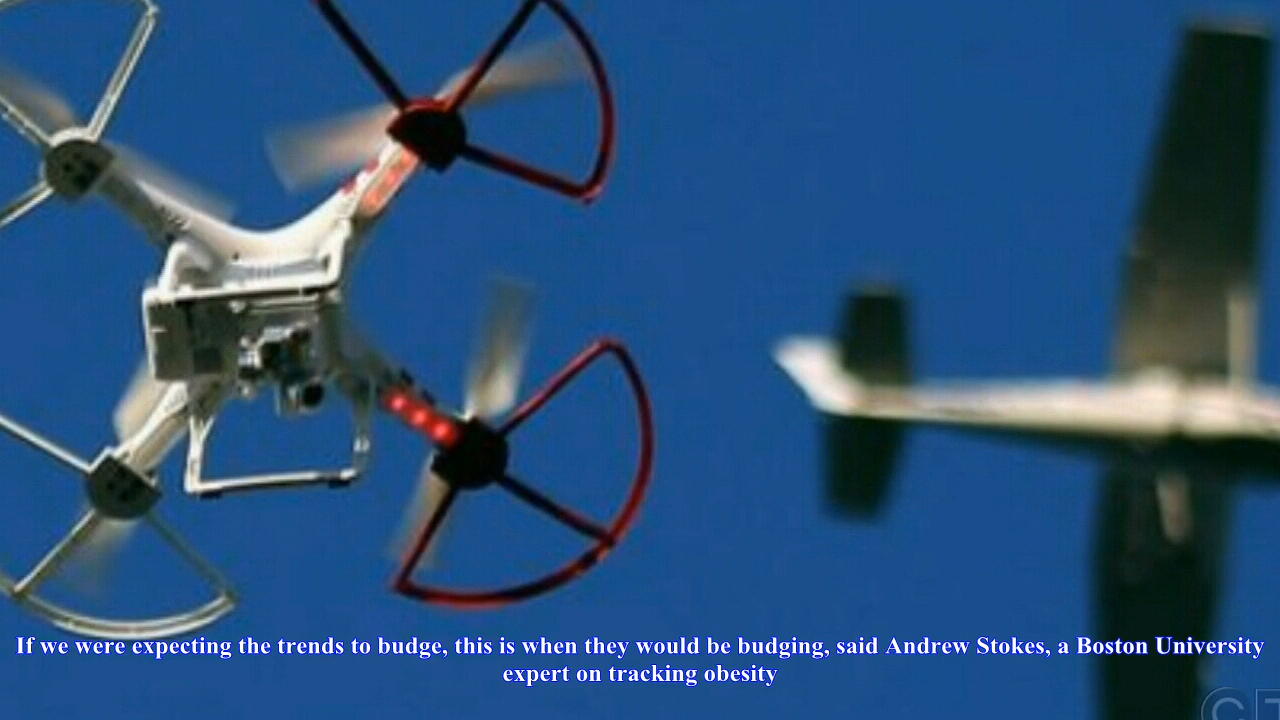 If we were expecting the trends to budge, this is when they would be budging, said Andrew Stokes, a Boston University
expert on tracking obesity